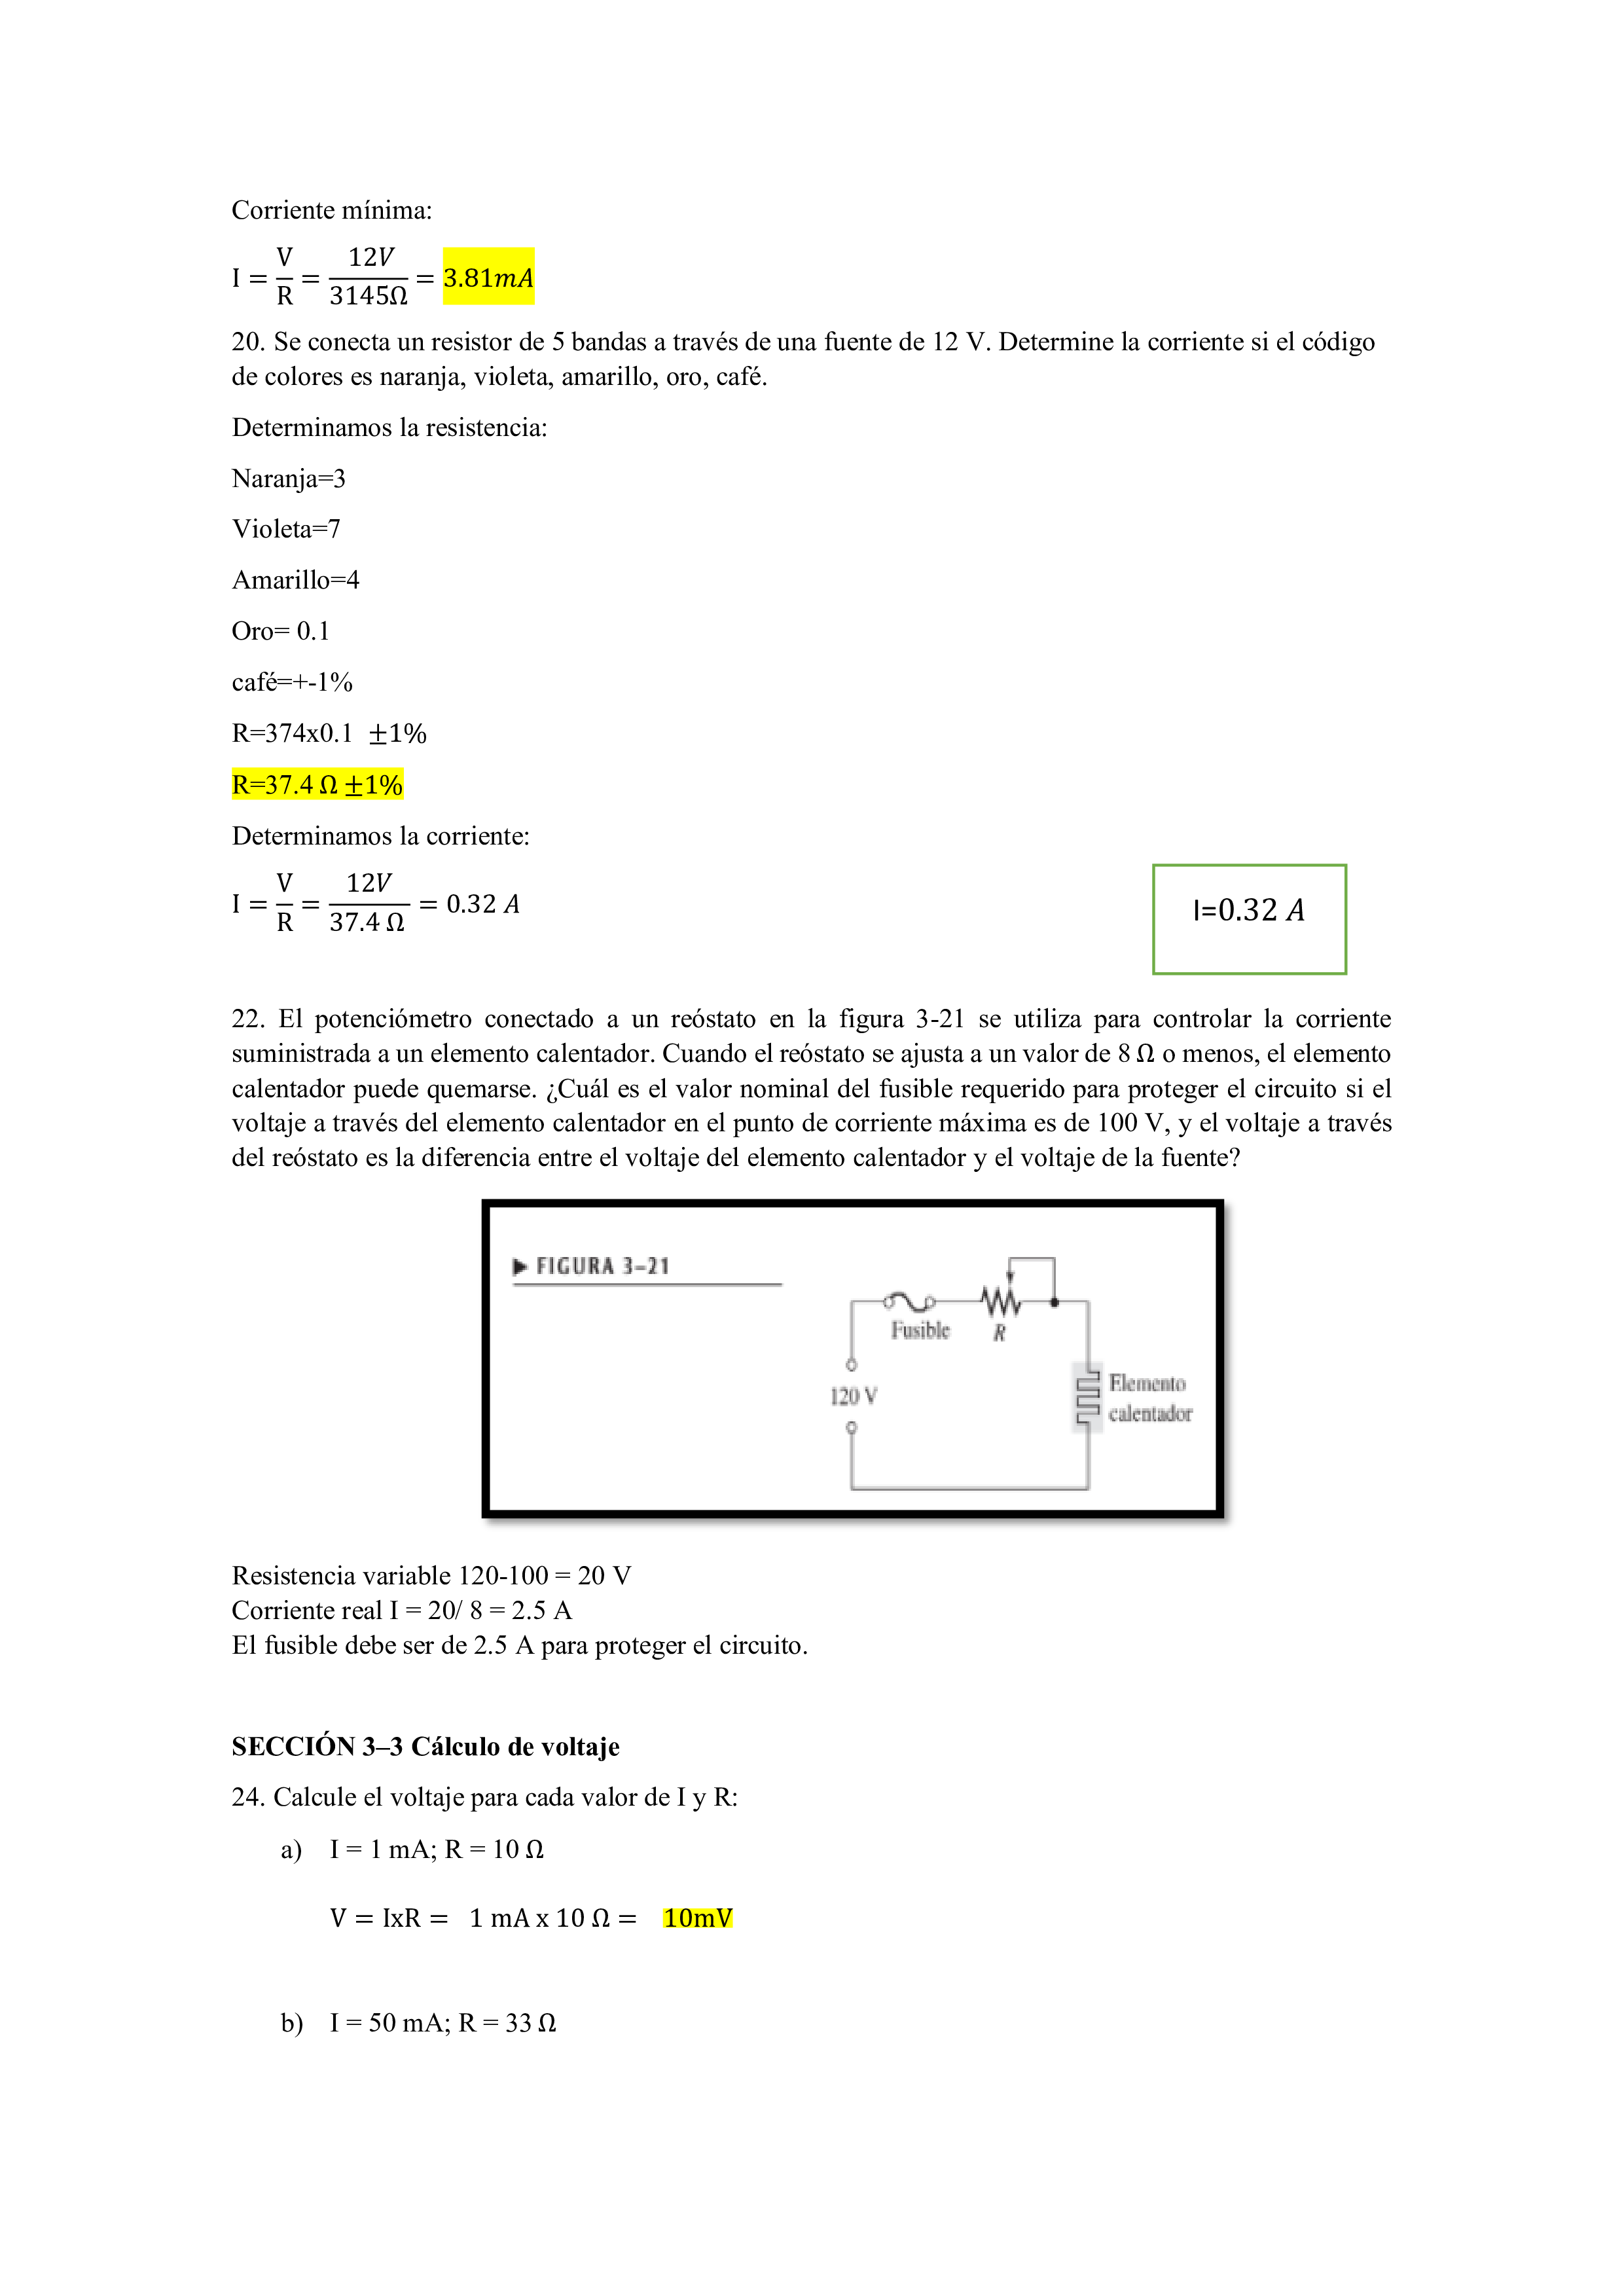 Corriente mínima:
I = V/R = 12V/3145Ω = 3.81mA
20. Se conecta un resistor de 5 bandas a través de una fuente de 12 V. Determine la corriente si el código
de colores es naranja, violeta, amarillo, oro, café.
Determinamos la resistencia:
Naranja=3
Violeta=7
Amarillo=4
Oro= 0.1
café=+-1%
R=374x0.1 ±1%
R=37.4 Ω ±1%
Determinamos la corriente:
I = V/R = 12V/37.4 Ω = 0.32 A
I=0.32 A
22. El potenciómetro conectado a un reóstato en la figura 3-21 se utiliza para controlar la corriente
suministrada a un elemento calentador. Cuando el reóstato se ajusta a un valor de 8 Ω o menos, el elemento
calentador puede quemarse. ¿Cuál es el valor nominal del fusible requerido para proteger el circuito si el
voltaje a través del elemento calentador en el punto de corriente máxima es de 100 V, y el voltaje a través
del reóstato es la diferencia entre el voltaje del elemento calentador y el voltaje de la fuente?
▶ FIGURA 3–21
Fusible
R
120 V
Elemento
calentador
Resistencia variable 120-100 = 20 V
Corriente real I = 20/ 8 = 2.5 A
El fusible debe ser de 2.5 A para proteger el circuito.
SECCIÓN 3–3 Cálculo de voltaje
24. Calcule el voltaje para cada valor de I y R:
a) I = 1 mA; R = 10 Ω
V = IxR = 1 mA x 10 Ω = 10mV
b) I = 50 mA; R = 33 Ω